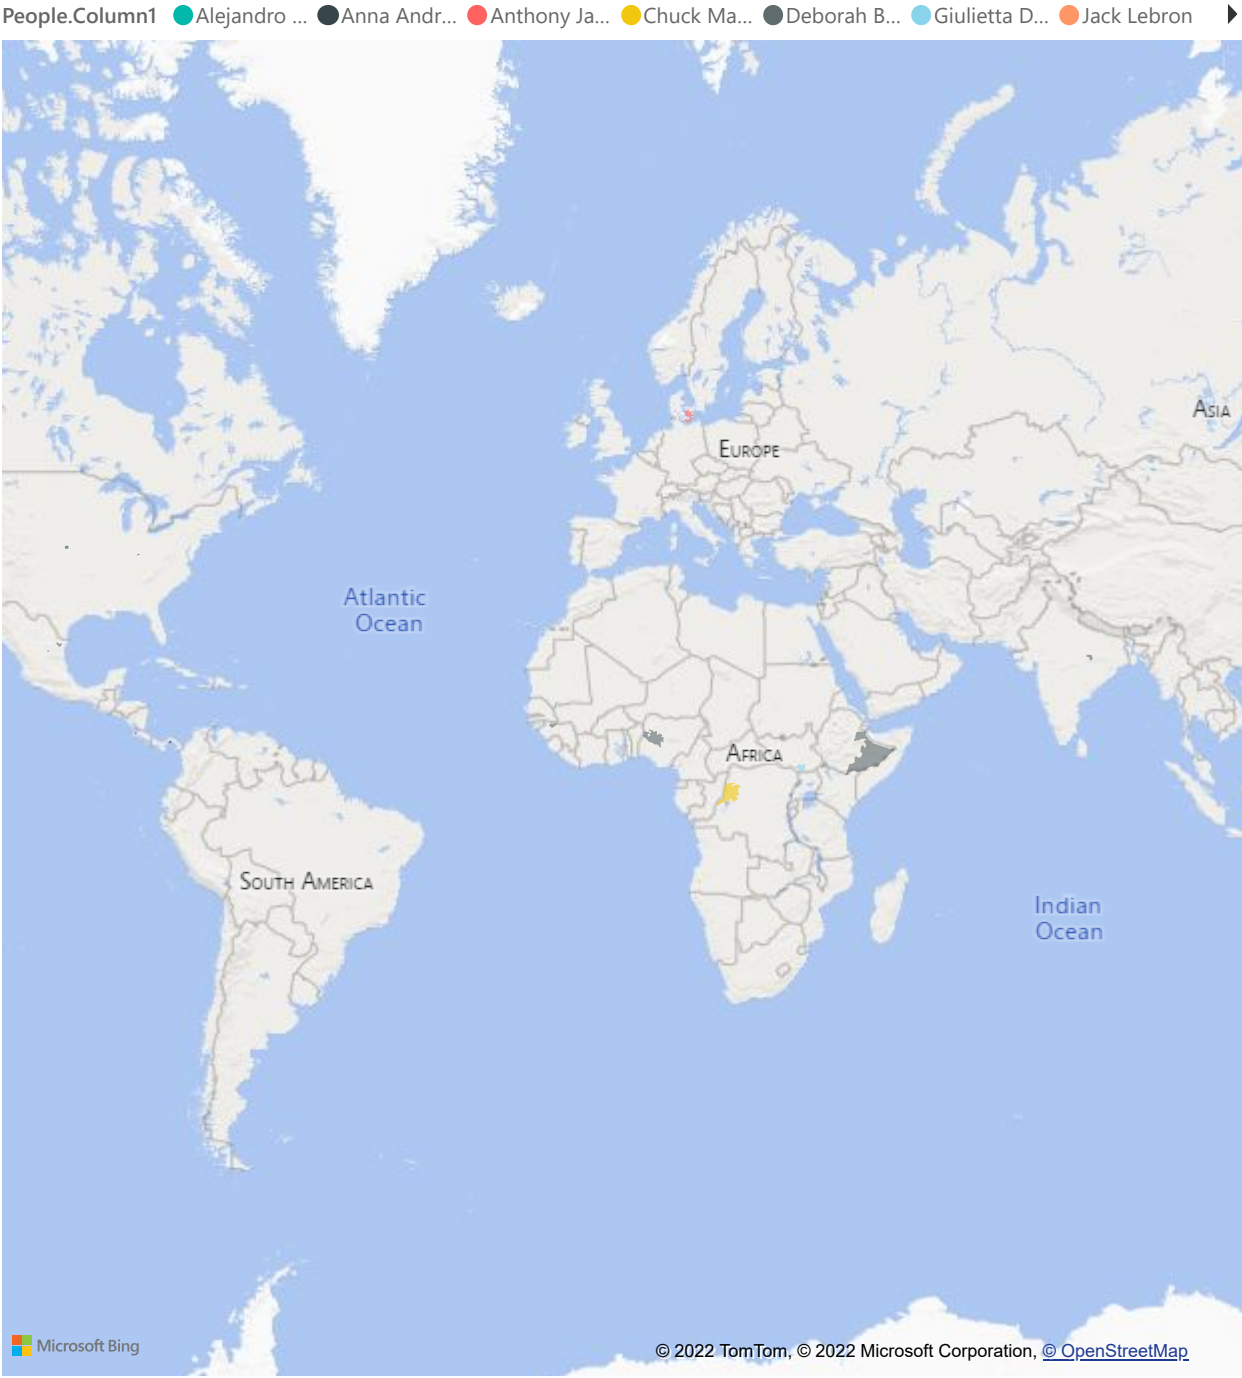 People.Column1 Alejandro ... Anna Andr... Anthony Ja... Chuck Ma... Deborah B... Giulietta D... Jack Lebron
ASIA
EUROPE
Atlantic
Ocean
AFRICA
SOUTH AMERICA
Indian
Ocean
Microsoft Bing
© 2022 TomTom, © 2022 Microsoft Corporation, © OpenStreetMap